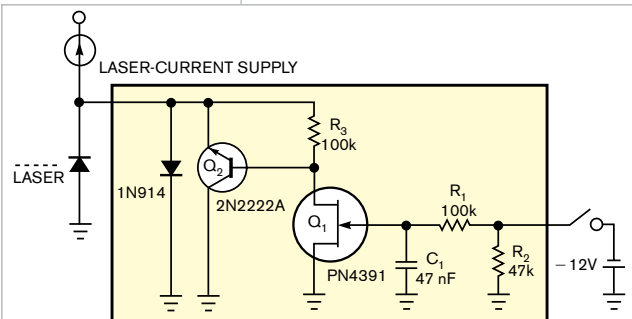 LASER-CURRENT SUPPLY
R3
100k
LASER
1N914
Q2
2N2222A
Q1
PN4391
R1
100k
C1
47 nF
R2
47k
–12V